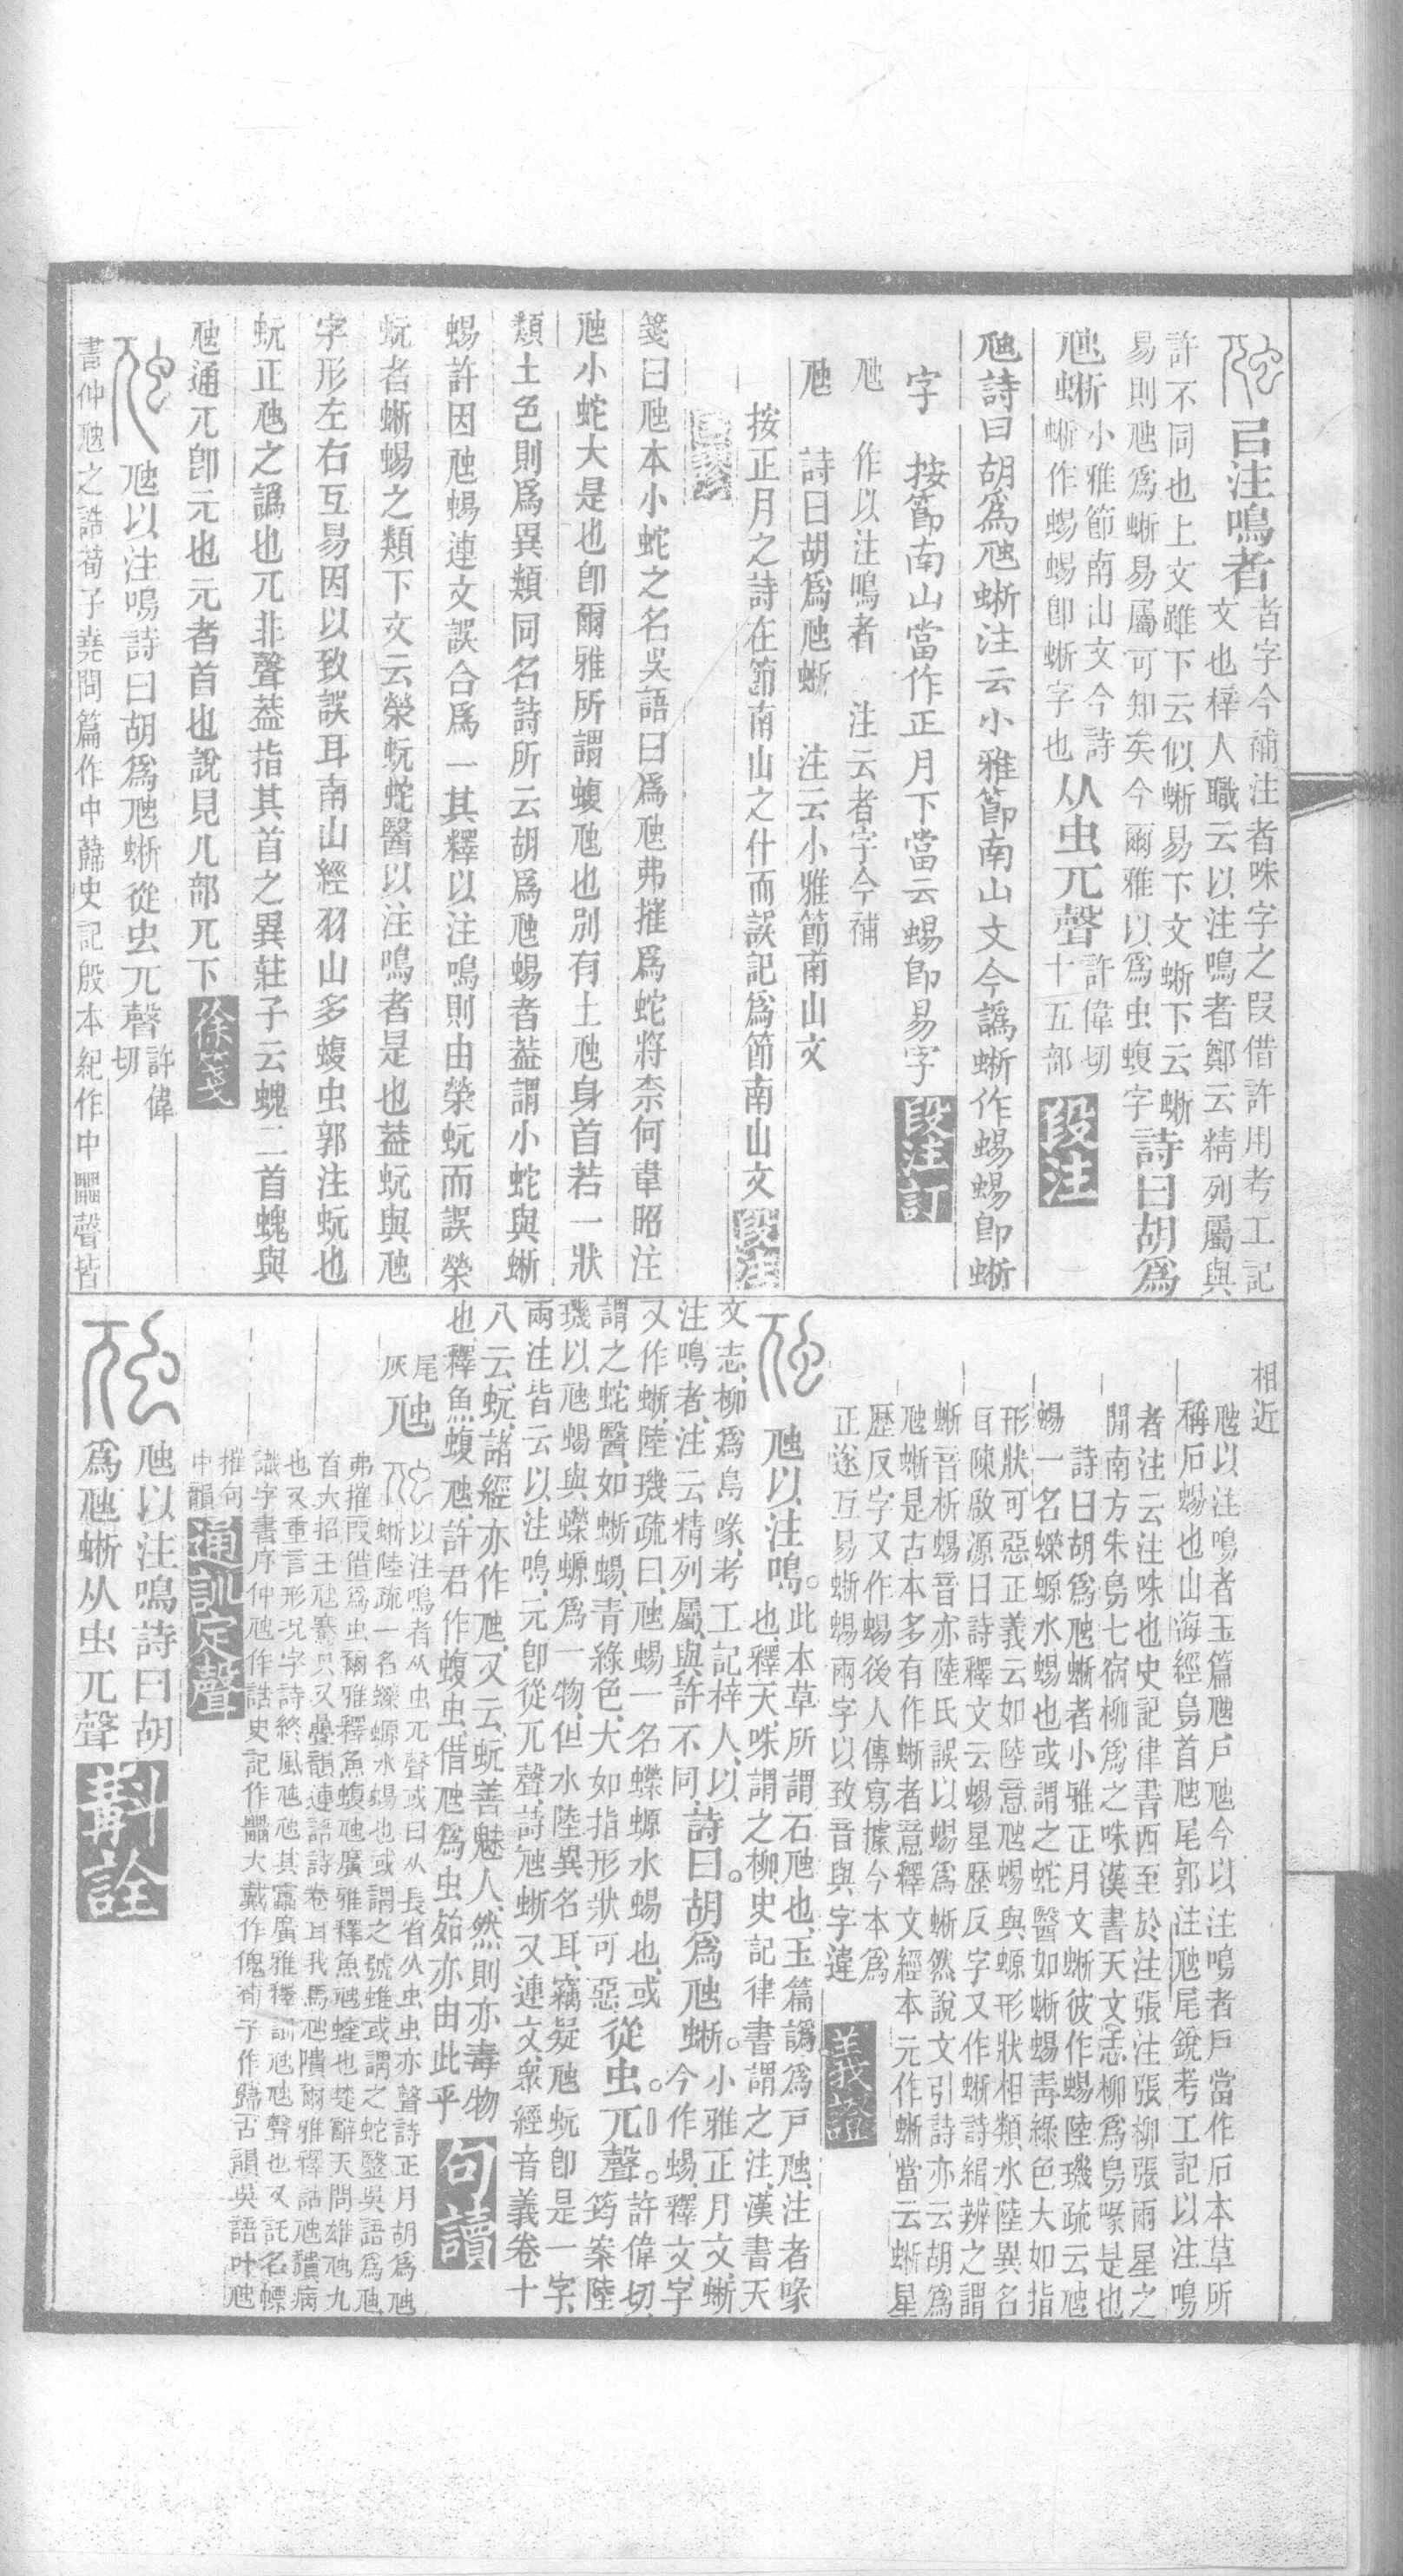 虺㠯注鳴者
者字今補注者咮字之叚借許用考工記
文也梓人職云以注鳴者鄭云精列屬與
許不同也上文雖下云似蜥易下文蜥下云蜥
易則虺爲蜥易屬可知矣今爾雅以爲虫蝮字
詩曰胡爲
虺蜥
小雅節南山文今詩
蜥作蜴蜴卽蜥字也
从虫兀聲
許偉切
十五部
段注
虺詩曰胡爲虺蜥注云小雅節南山文今譌蜥作蜴蜴卽蜥
字　按節南山當作正月下當云蜴卽易字
段注訂
虺　作以注鳴者　注云者字今補
虺　詩曰胡爲虺蜥　注云小雅節南山文
按正月之詩在節南山之什而誤記爲節南山文
段注
箋曰虺本小蛇之名吳語曰爲虺弗摧爲蛇將柰何韋昭注
虺小蛇大是也卽爾雅所謂蝮虺也別有土虺身首若一狀
類土色則爲異類同名詩所云胡爲虺蜴者葢謂小蛇與蜥
蜴許因虺蜴連文誤合爲一其釋以注鳴則由榮蚖而誤榮
蚖者蜥蜴之類下文云榮蚖蛇醫以注鳴者是也葢蚖與虺
字形左右互易因以致誤耳南山經羽山多蝮虫郭注蚖也
蚖正虺之譌也兀非聲葢指其首之異莊子云螝二首螝與
虺通兀卽元也元者首也說見儿部兀下
徐箋
虺
虺以注鳴詩曰胡爲虺蜥從虫兀聲
許偉
切
書仲虺之誥荀子堯問篇作中蘬史記殷本紀作中𤳳聲皆
相近
虺以注鳴者玉篇虺戶虺今以注鳴者戶當作石本草所
稱石蜴也山海經鳥首虺尾郭注虺尾銳考工記以注鳴
者注云注咮也史記律書西至於注張注張柳張兩星之
閒南方朱鳥七宿柳爲之咮漢書天文志柳爲鳥喙是也
詩曰胡爲虺蜥者小雅正月文蜥彼作蜴陸璣疏云虺
蜴一名蠑螈水蜴也或謂之蛇醫如蜥蜴靑綠色大如指
形狀可惡正義云如陸意虺蜴與螈形狀相類水陸異名
耳陳啟源曰詩釋文云蜴星歷反字又作蜥詩緝辨之謂
蜥音析蜴音亦陸氏誤以蜴爲蜥然說文引詩亦云胡爲
虺蜥是古本多有作蜥者意釋文經本元作蜥當云蜥星
歷反字又作蜴後人傳寫據今本爲
正遂互易蜥蜴兩字以致音與字違
義證
虺
虺以注鳴。
此本草所謂石虺也、玉篇譌爲戶虺、注者喙
也、釋天、咮謂之柳、史記律書謂之注、漢書天
文志、柳爲鳥喙、考工記梓人、以
注鳴者、注云精列屬、與許不同、
詩曰。胡爲虺蜥。
小雅正月文、蜥
今作蜴、釋文、字
又作蜥、陸璣疏曰、虺蜴一名蠑螈水蜴也、或
謂之蛇醫、如蜥蜴、靑綠色、大如指形狀可惡、
從虫。兀聲。
許偉切、
筠案陸
璣以虺蜴與蠑螈爲一物、但水陸異名耳、竊疑虺蚖卽是一字、
兩注皆云以注鳴、元卽從兀聲、詩虺蜥又連文、衆經音義卷十
八云、蚖諸經亦作虺、又云、蚖善魅人、然則亦毒物
也、釋魚蝮虺、許君作蝮虫、借虺爲虫、殆亦由此乎
句讀
尾
灰
虺
虺
以注鳴者从虫兀聲或曰从長省从虫虫亦聲詩正月胡爲虺
蜥陸疏一名蠑螈水蜴也或謂之號蜼或謂之蛇醫吳語爲虺
弗摧叚借爲虫爾雅釋魚蝮虺廣雅釋魚虺蝰也楚辭天問雄虺九
首大招王虺騫只又疊韻連語詩卷耳我馬虺隤爾雅釋詁虺穨病
也又重言形況字詩終風虺虺其靁廣雅釋訓虺虺聲也又託名幖
識字書序仲虺作誥史記作𤳳大戴作傀荀子作蘬古韻吳語叶虺
摧句
中韻
通訓定聲
虺
虺以注鳴詩曰胡
爲虺蜥从虫兀聲
斠詮